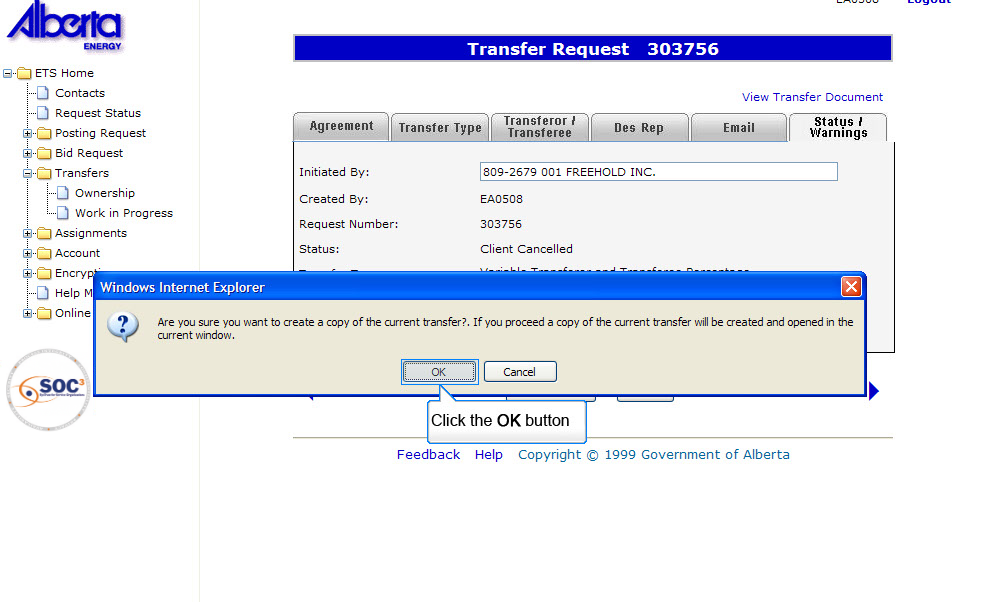 EA0508 Logout
Alberta
ENERGY
Transfer Request 303756
ETS Home
Contacts
Request Status
Posting Request
Bid Request
Transfers
Ownership
Work in Progress
Assignments
Account
Encrypti
Help M
Online
View Transfer Document
Agreement
Transfer Type
Transferor /
Transferee
Des Rep
Email
Status /
Warnings
Initiated By: 809-2679 001 FREEHOLD INC.
Created By: EA0508
Request Number: 303756
Status: Client Cancelled
Variable Transferor and Transferee Percentage
Windows Internet Explorer
Are you sure you want to create a copy of the current transfer?. If you proceed a copy of the current transfer will be created and opened in the
current window.
OK Cancel
Click the OK button
SOC3
Feedback Help Copyright © 1999 Government of Alberta